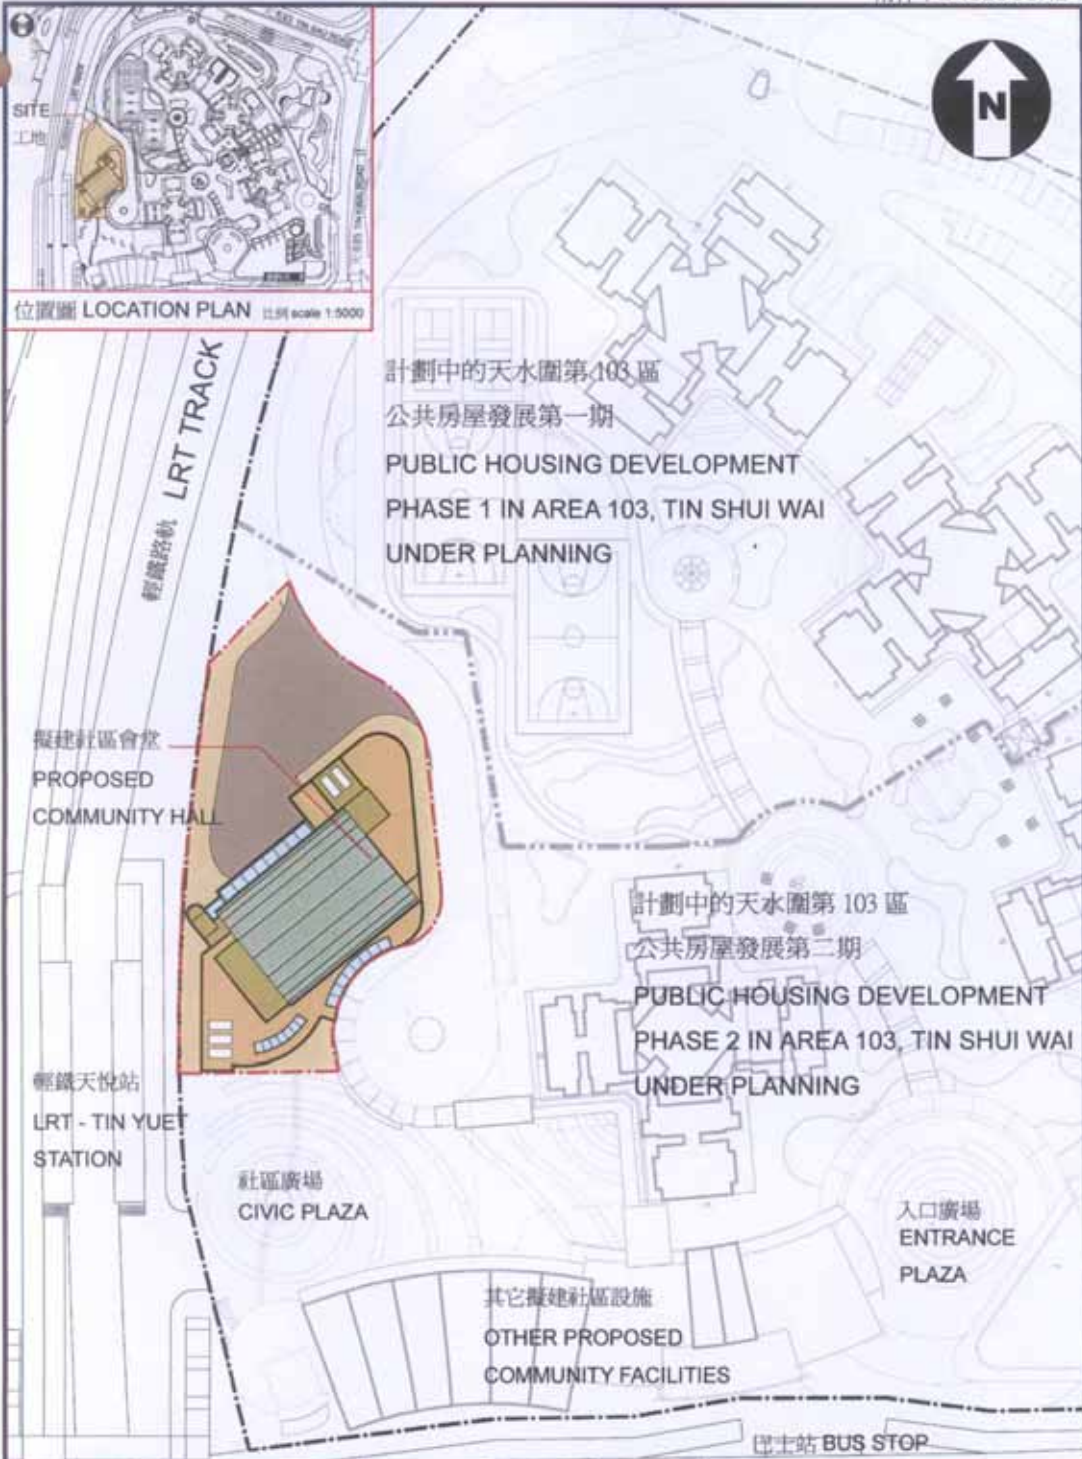 SITE
工地
位置圖 LOCATION PLAN 比例 scale 1:5000
N
輕鐵路軌 LRT TRACK
計劃中的天水圍第 103 區
公共房屋發展第一期
PUBLIC HOUSING DEVELOPMENT
PHASE 1 IN AREA 103, TIN SHUI WAI
UNDER PLANNING
擬建社區會堂
PROPOSED
COMMUNITY HALL
計劃中的天水圍第 103 區
公共房屋發展第二期
PUBLIC HOUSING DEVELOPMENT
PHASE 2 IN AREA 103, TIN SHUI WAI
UNDER PLANNING
輕鐵天悅站
LRT - TIN YUET
STATION
社區廣場
CIVIC PLAZA
入口廣場
ENTRANCE
PLAZA
其它擬建社區設施
OTHER PROPOSED
COMMUNITY FACILITIES
巴士站 BUS STOP